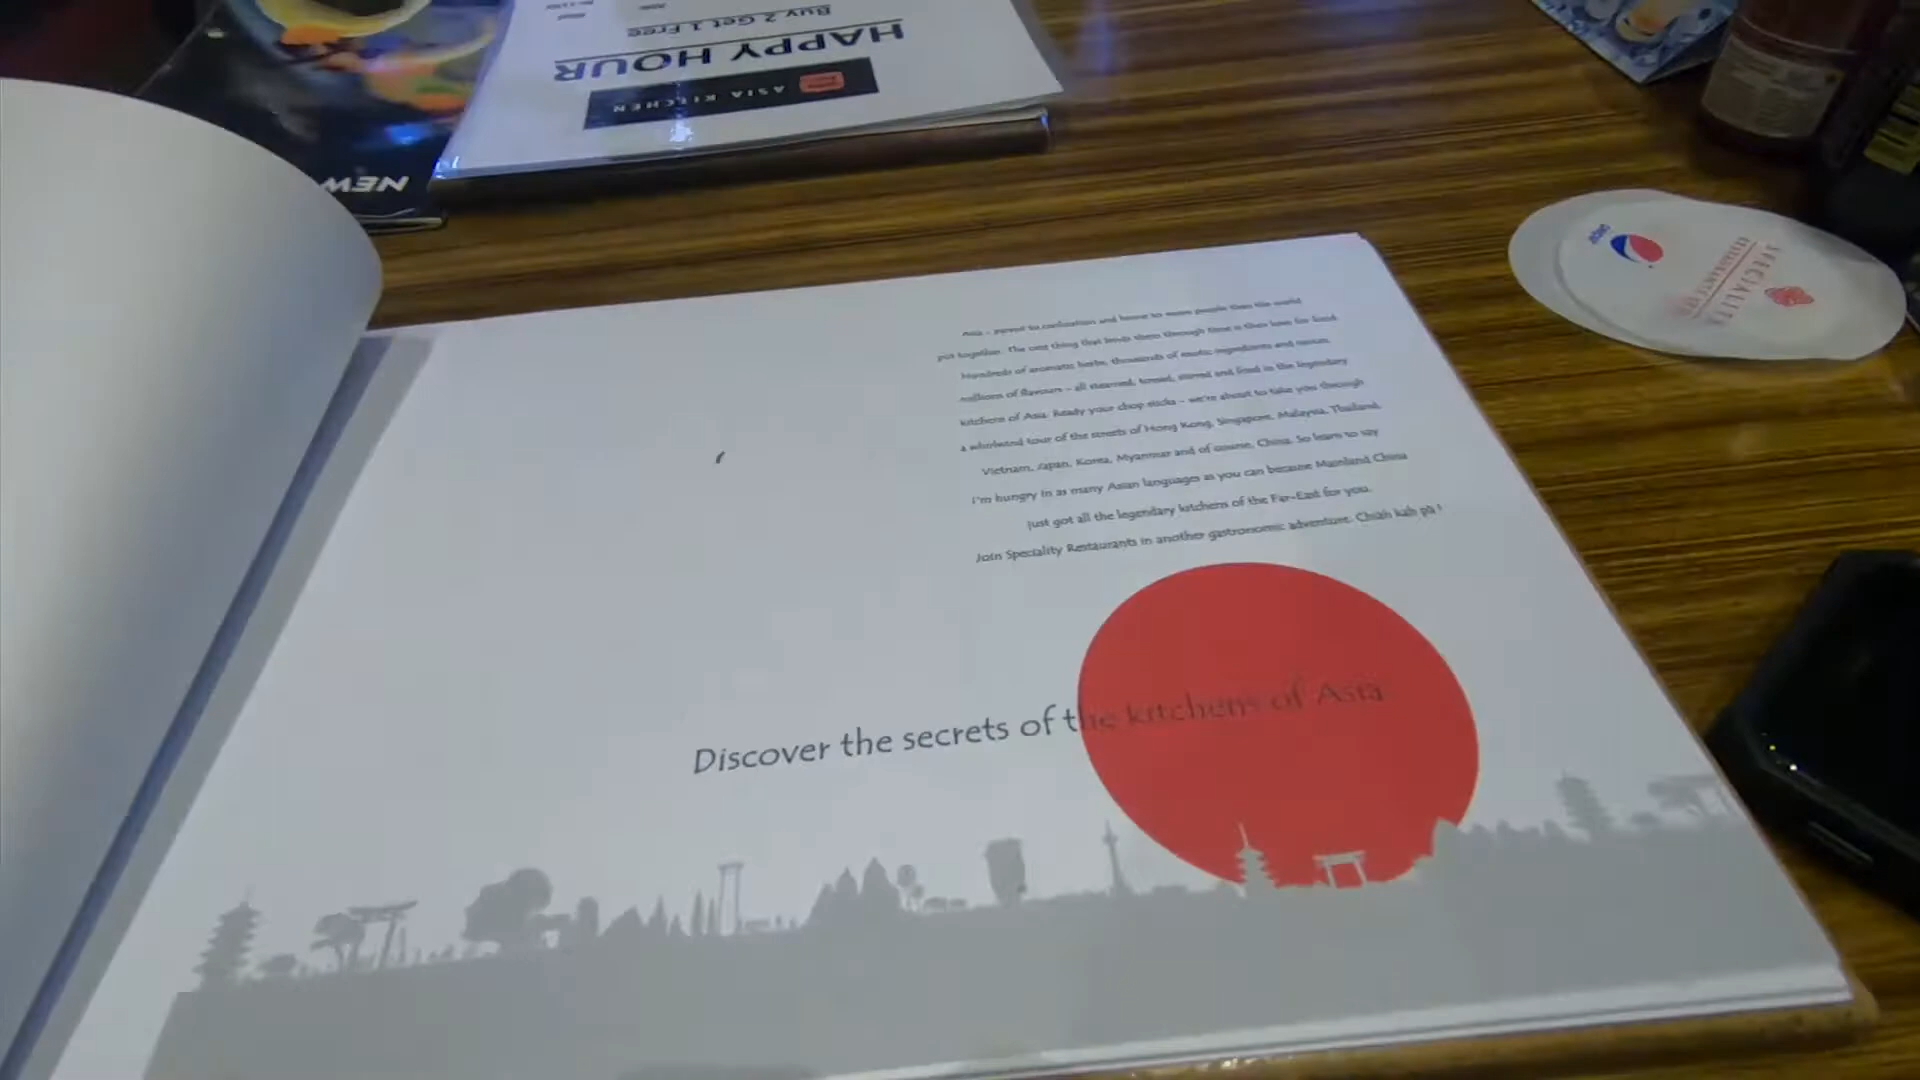 Buy 2 Get 1 Free
HAPPY HOUR
ASIA KITCHEN
NEW
pepsi
SPECIALITY
RESTAURANTS
Asia – parent to civilization and home to more people than the world
put together. The one thing that binds them through time is their love for food.
Hundreds of aromatic herbs, thousands of exotic ingredients and
millions of flavours – all steamed, tossed, stirred and fried in the legendary
kitchens of Asia. Ready your chop sticks – we're about to take you through
a whirlwind tour of the streets of Hong Kong, Singapore, Malaysia, Thailand,
Vietnam, Japan, Korea, Myanmar and of course, China. So learn to say
I'm hungry in as many Asian languages as you can because Mainland China
just got all the legendary kitchens of the Far-East for you.
Join Speciality Restaurants in another gastronomic adventure. Chiah kah pà !
Discover the secrets of the kitchens of Asia